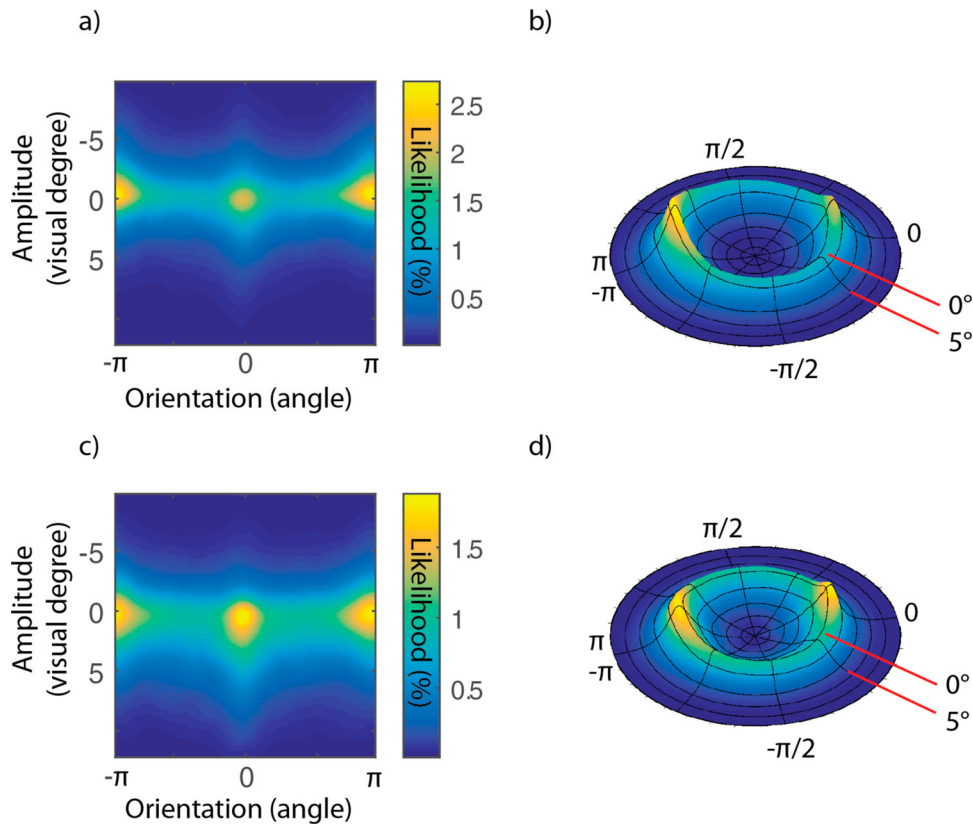 a)
Amplitude
(visual degree)
-5
0
5
-π
0
π
Orientation (angle)
Likelihood (%)
2.5
2
1.5
1
0.5
b)
π/2
0
π
-π
0°
5°
-π/2
c)
Amplitude
(visual degree)
-5
0
5
-π
0
π
Orientation (angle)
Likelihood (%)
1.5
1
0.5
d)
π/2
0
π
-π
0°
5°
-π/2